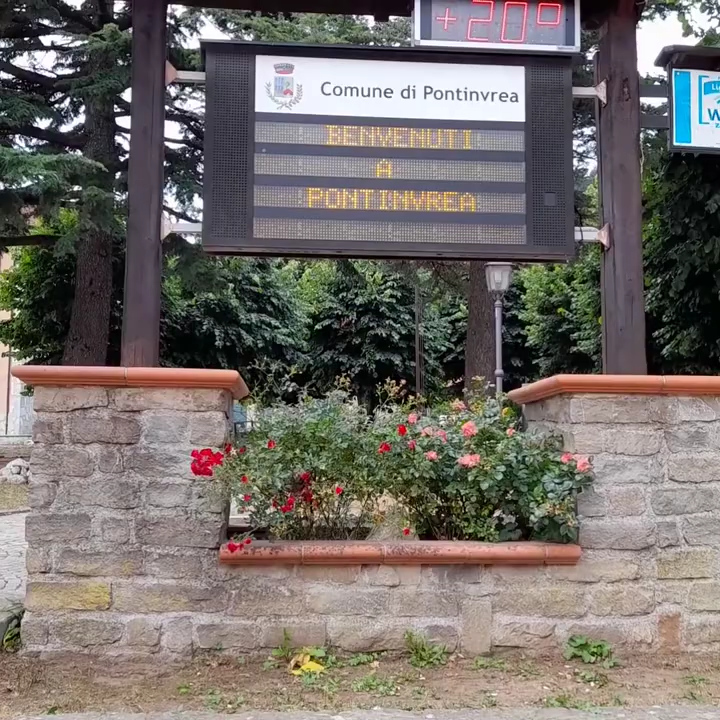 +20°
Comune di Pontinvrea
BENVENUTI
A
PONTINVREA